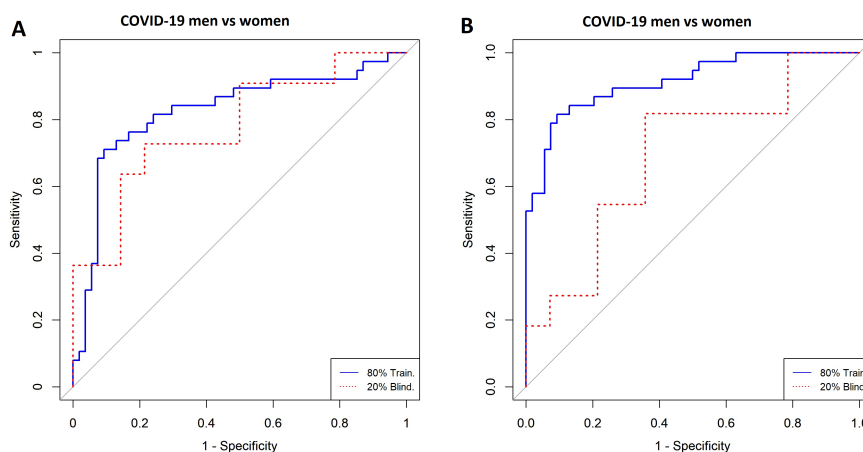 A
COVID-19 men vs women
Sensitivity
1
0.8
0.6
0.4
0.2
0
0 0.2 0.4 0.6 0.8 1
1 - Specificity
80% Train.
20% Blind.
B
COVID-19 men vs women
Sensitivity
1.0
0.8
0.6
0.4
0.2
0.0
0.0 0.2 0.4 0.6 0.8 1.0
1 - Specificity
80% Train.
20% Blind.